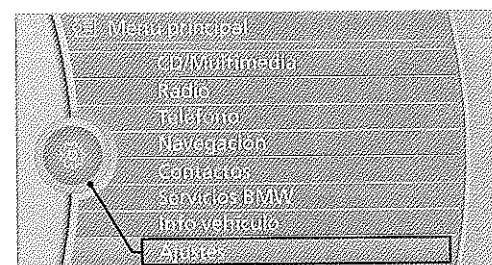 Menú principal
CD/Multimedia
Radio
Teléfono
Navegación
Contactos
Servicios BMW
Info vehículo
Ajustes